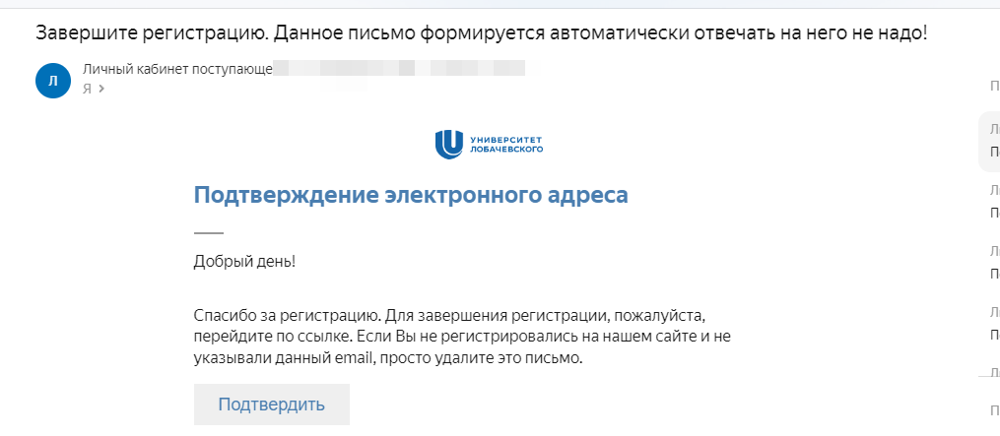 Завершите регистрацию. Данное письмо формируется автоматически отвечать на него не надо!
Л
Личный кабинет поступающе
Я >
УНИВЕРСИТЕТ
ЛОБАЧЕВСКОГО
Подтверждение электронного адреса
Добрый день!
Спасибо за регистрацию. Для завершения регистрации, пожалуйста,
перейдите по ссылке. Если Вы не регистрировались на нашем сайте и не
указывали данный email, просто удалите это письмо.
Подтвердить